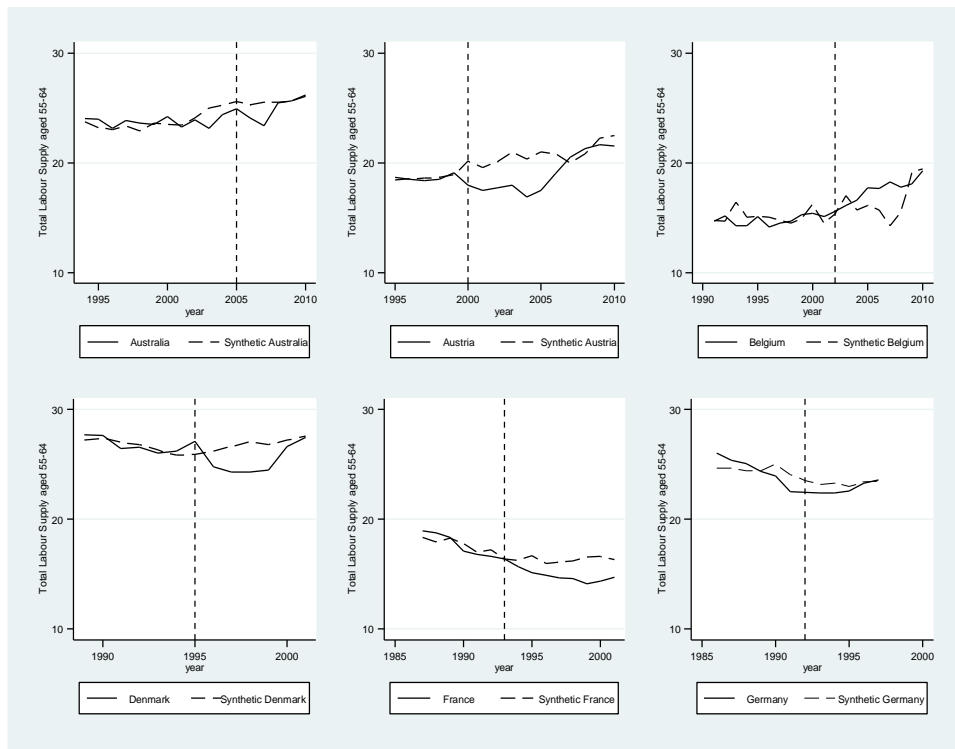 Total Labour Supply aged 55-64
30
20
10
1995 2000 2005 2010
year
Australia Synthetic Australia
Total Labour Supply aged 55-64
30
20
10
1995 2000 2005 2010
year
Austria Synthetic Austria
Total Labour Supply aged 55-64
30
20
10
1990 1995 2000 2005 2010
year
Belgium Synthetic Belgium
Total Labour Supply aged 55-64
30
20
10
1990 1995 2000
year
Denmark Synthetic Denmark
Total Labour Supply aged 55-64
30
20
10
1985 1990 1995 2000
year
France Synthetic France
Total Labour Supply aged 55-64
30
20
10
1985 1990 1995 2000
year
Germany Synthetic Germany